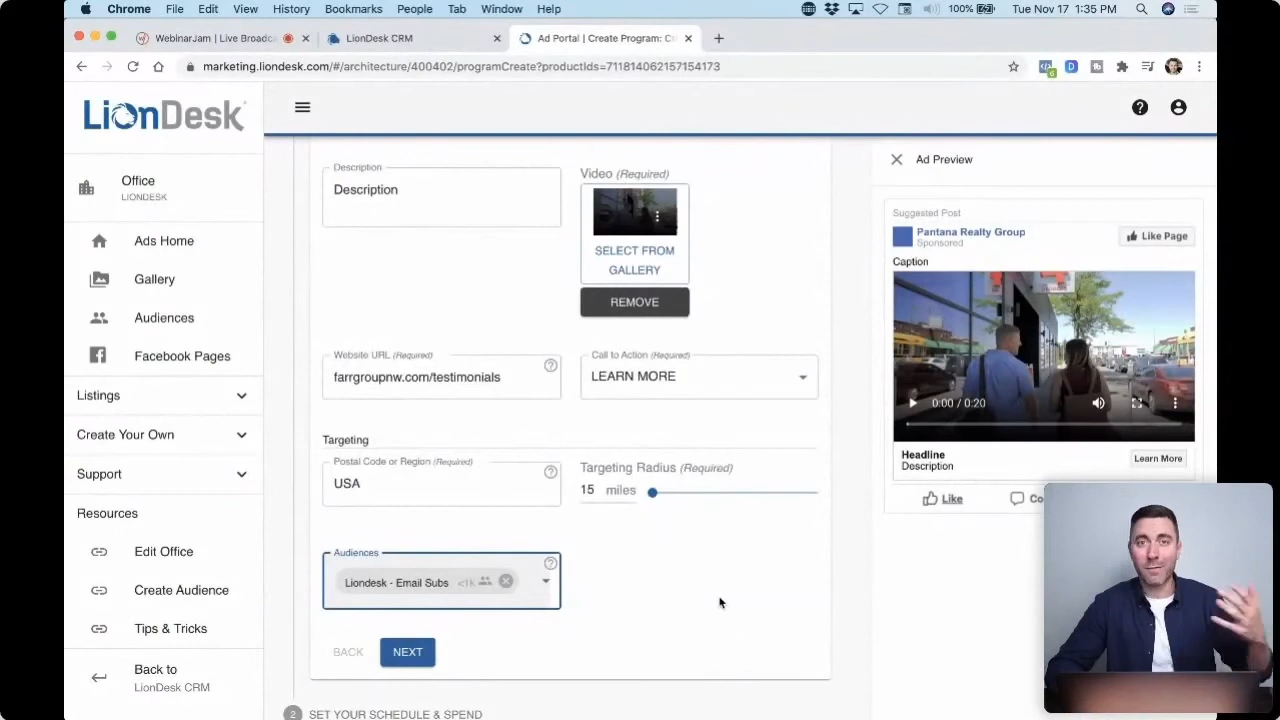 Chrome File Edit View History Bookmarks People Tab Window Help
100% Tue Nov 17 1:35 PM
WebinarJam | Live Broadca
LionDesk CRM
Ad Portal | Create Program: Cr
marketing.liondesk.com/#/architecture/400402/programCreate?productIds=711814062157154173
6
LionDesk
Office
LIONDESK
Ads Home
Gallery
Audiences
Facebook Pages
Listings
Create Your Own
Support
Resources
Edit Office
Create Audience
Tips & Tricks
Back to
LionDesk CRM
Description
Description
Video (Required)
SELECT FROM
GALLERY
REMOVE
Website URL (Required)
farrgroupnw.com/testimonials
Call to Action (Required)
LEARN MORE
Targeting
Postal Code or Region (Required)
USA
Targeting Radius (Required)
15 miles
Audiences
Liondesk - Email Subs <1k
BACK NEXT
2 SET YOUR SCHEDULE & SPEND
Ad Preview
Suggested Post
Pantana Realty Group
Sponsored
Like Page
Caption
0:00 / 0:20
Headline
Description
Learn More
Like Co